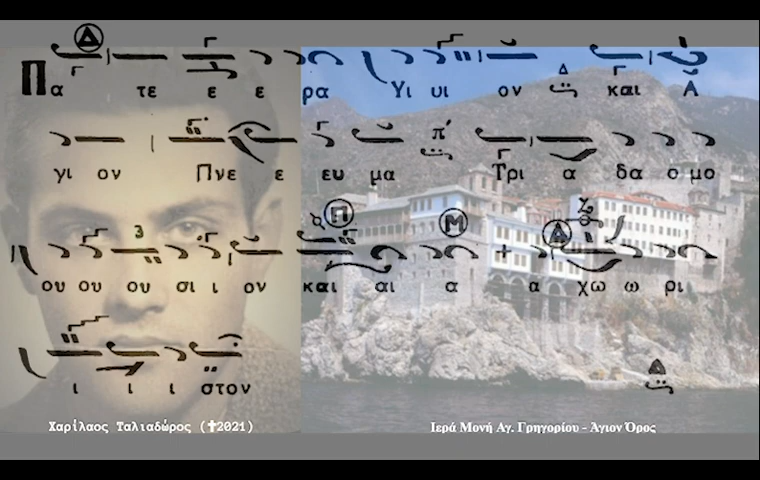 Πα τε ε ε ρα Υι υι ον και Ἅ
γι ον Πνε ε ευ μα Τρι α δα ο μο
ου ου ου σι ι ον και αι α α χω ω ρι
ι ι ι στον
Χαρίλαος Ταλιαδώρος (✝2021)
Ιερά Μονή Αγ. Γρηγορίου - Άγιον Όρος